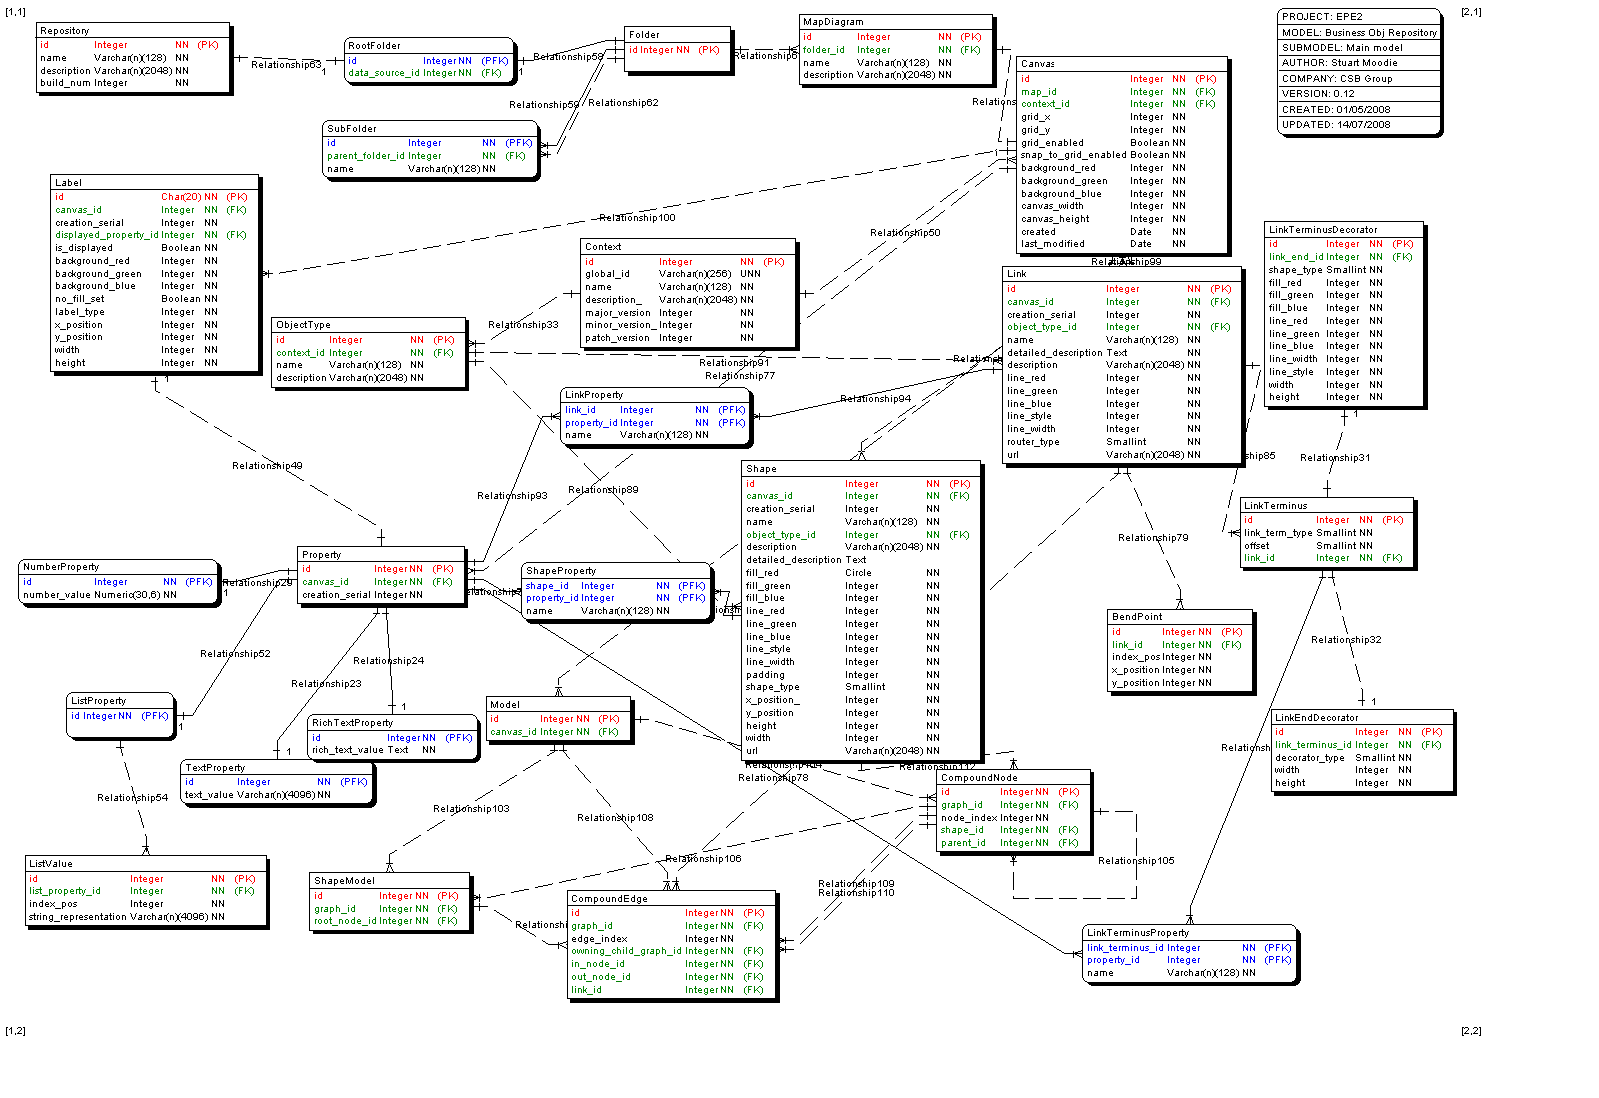 [1,1]
[2,1]
Repository
id Integer NN (PK)
name Varchar(n)(128) NN
description Varchar(n)(2048) NN
build_num Integer NN
Relationship63
RootFolder
id Integer NN (PFK)
data_source_id Integer NN (FK)
1
Relationship58
Folder
id Integer NN (PK)
MapDiagram
id Integer NN (PK)
folder_id Integer NN (FK)
name Varchar(n)(128) NN
description Varchar(n)(2048) NN
PROJECT: EPE2
MODEL: Business Obj Repository
SUBMODEL: Main model
AUTHOR: Stuart Moodie
COMPANY: CSB Group
VERSION: 0.12
CREATED: 01/05/2008
UPDATED: 14/07/2008
Relationship59
Relationship62
SubFolder
id Integer NN (PFK)
parent_folder_id Integer NN (FK)
name Varchar(n)(128) NN
Canvas
id Integer NN (PK)
map_id Integer NN (FK)
context_id Integer NN (FK)
grid_x Integer NN
grid_y Integer NN
grid_enabled Boolean NN
snap_to_grid_enabled Boolean NN
background_red Integer NN
background_green Integer NN
background_blue Integer NN
canvas_width Integer NN
canvas_height Integer NN
created Date NN
last_modified Date NN
Label
id Char(20) NN (PK)
canvas_id Integer NN (FK)
creation_serial Integer NN
displayed_property_id Integer NN (FK)
is_displayed Boolean NN
background_red Integer NN
background_green Integer NN
background_blue Integer NN
no_fill_set Boolean NN
label_type Integer NN
x_position Integer NN
y_position Integer NN
width Integer NN
height Integer NN
1
Relationship100
Relationship50
Relationship99
Context
id Integer NN (PK)
global_id Varchar(n)(256) UNN
name Varchar(n)(128) NN
description_ Varchar(n)(2048) NN
major_version Integer NN
minor_version_ Integer NN
patch_version Integer NN
Relationship33
ObjectType
id Integer NN (PK)
context_id Integer NN (FK)
name Varchar(n)(128) NN
description Varchar(n)(2048) NN
Relationship91
Relationship77
Link
id Integer NN (PK)
canvas_id Integer NN (FK)
creation_serial Integer NN
object_type_id Integer NN (FK)
name Varchar(n)(128) NN
detailed_description Text NN
description Varchar(n)(2048) NN
line_red Integer NN
line_green Integer NN
line_blue Integer NN
line_style Integer NN
line_width Integer NN
router_type Smallint NN
url Varchar(n)(2048) NN
LinkTerminusDecorator
id Integer NN (PK)
link_end_id Integer NN (FK)
shape_type Smallint NN
fill_red Integer NN
fill_green Integer NN
fill_blue Integer NN
line_red Integer NN
line_green Integer NN
line_blue Integer NN
line_width Integer NN
line_style Integer NN
width Integer NN
height Integer NN
1
Relationship31
LinkProperty
link_id Integer NN (PFK)
property_id Integer NN (PFK)
name Varchar(n)(128) NN
Relationship94
Relationship49
Relationship93
Relationship89
Shape
id Integer NN (PK)
canvas_id Integer NN (FK)
creation_serial Integer NN
name Varchar(n)(128) NN
object_type_id Integer NN (FK)
description Varchar(n)(2048) NN
detailed_description Text
fill_red Circle NN
fill_green Integer NN
fill_blue Integer NN
line_red Integer NN
line_green Integer NN
line_blue Integer NN
line_style Integer NN
line_width Integer NN
padding Integer NN
shape_type Smallint NN
x_position_ Integer NN
y_position Integer NN
height Integer NN
width Integer NN
url Varchar(n)(2048) NN
LinkTerminus
id Integer NN (PK)
link_term_type Smallint NN
offset Smallint NN
link_id Integer NN (FK)
Relationship79
Relationship32
BendPoint
id Integer NN (PK)
link_id Integer NN (FK)
index_pos Integer NN
x_position Integer NN
y_position Integer NN
NumberProperty
id Integer NN (PFK)
number_value Numeric(30,6) NN
1
Relationship29
Property
id Integer NN (PK)
canvas_id Integer NN (FK)
creation_serial Integer NN
ShapeProperty
shape_id Integer NN (PFK)
property_id Integer NN (PFK)
name Varchar(n)(128) NN
Relationship52
Relationship24
Relationship23
ListProperty
id Integer NN (PFK)
1
RichTextProperty
id Integer NN (PFK)
rich_text_value Text NN
1
TextProperty
id Integer NN (PFK)
text_value Varchar(n)(4096) NN
1
Model
id Integer NN (PK)
canvas_id Integer NN (FK)
LinkEndDecorator
id Integer NN (PK)
link_terminus_id Integer NN (FK)
decorator_type Smallint NN
width Integer NN
height Integer NN
1
Relationship54
Relationship103
Relationship108
Relationship78
Relationship112
CompoundNode
id Integer NN (PK)
graph_id Integer NN (FK)
node_index Integer NN
shape_id Integer NN (FK)
parent_id Integer NN (FK)
Relationship105
Relationship106
Relationship109
Relationship110
ListValue
id Integer NN (PK)
list_property_id Integer NN (FK)
index_pos Integer NN
string_representation Varchar(n)(4096) NN
ShapeModel
id Integer NN (PK)
graph_id Integer NN (FK)
root_node_id Integer NN (FK)
CompoundEdge
id Integer NN (PK)
graph_id Integer NN (FK)
edge_index Integer NN
owning_child_graph_id Integer NN (FK)
in_node_id Integer NN (FK)
out_node_id Integer NN (FK)
link_id Integer NN (FK)
LinkTerminusProperty
link_terminus_id Integer NN (PFK)
property_id Integer NN (PFK)
name Varchar(n)(128) NN
[1,2]
[2,2]